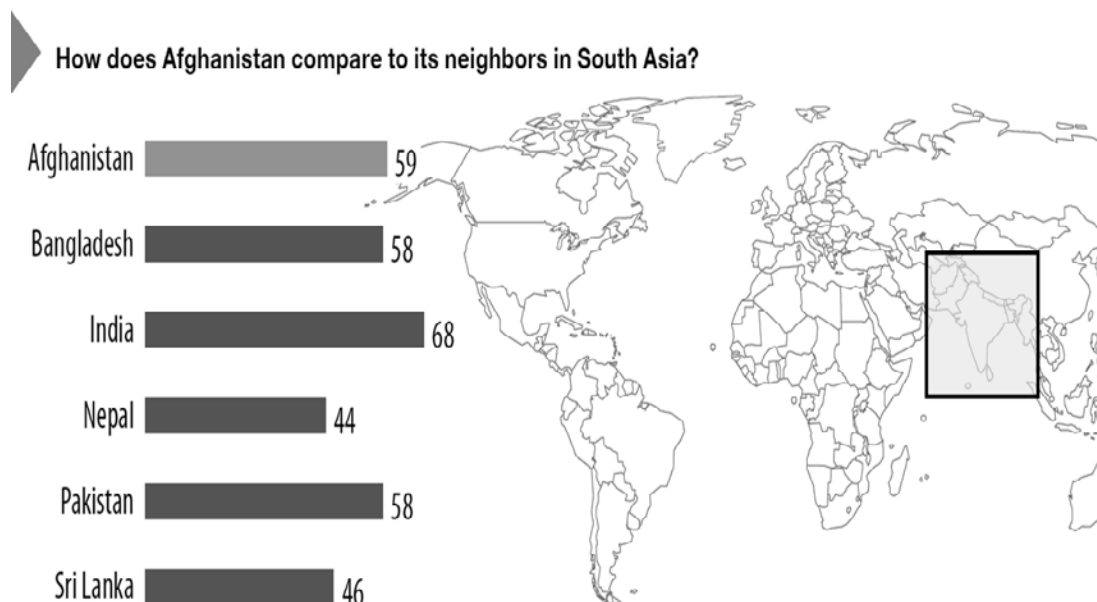 How does Afghanistan compare to its neighbors in South Asia?
Afghanistan 59
Bangladesh 58
India 68
Nepal 44
Pakistan 58
Sri Lanka 46